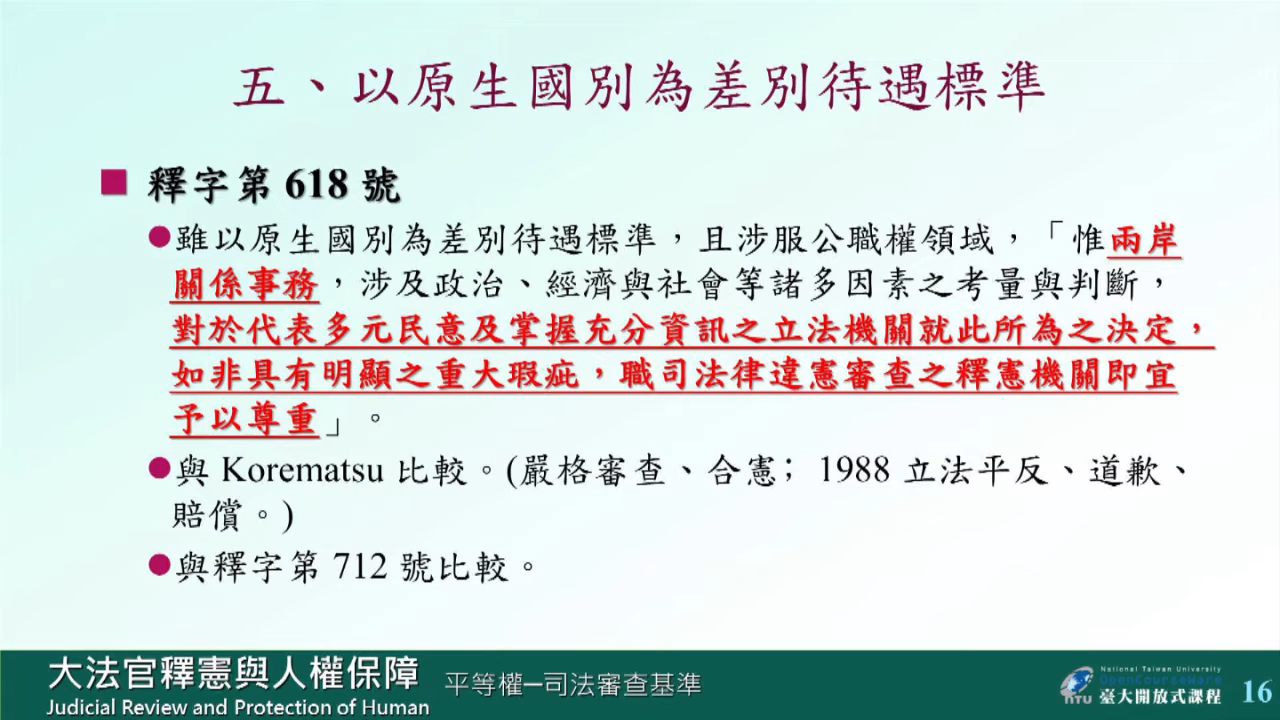 五、以原生國別為差別待遇標準
釋字第 618 號
雖以原生國別為差別待遇標準，且涉服公職權領域，「惟兩岸
關係事務，涉及政治、經濟與社會等諸多因素之考量與判斷，
對於代表多元民意及掌握充分資訊之立法機關就此所為之決定，
如非具有明顯之重大瑕疵，職司法律違憲審查之釋憲機關即宜
予以尊重」。
與 Korematsu 比較。(嚴格審查、合憲；1988 立法平反、道歉、
賠償。)
與釋字第 712 號比較。
大法官釋憲與人權保障
平等權─司法審查基準
Judicial Review and Protection of Human
National Taiwan University
OpenCourseWare
NTU 臺大開放式課程
16